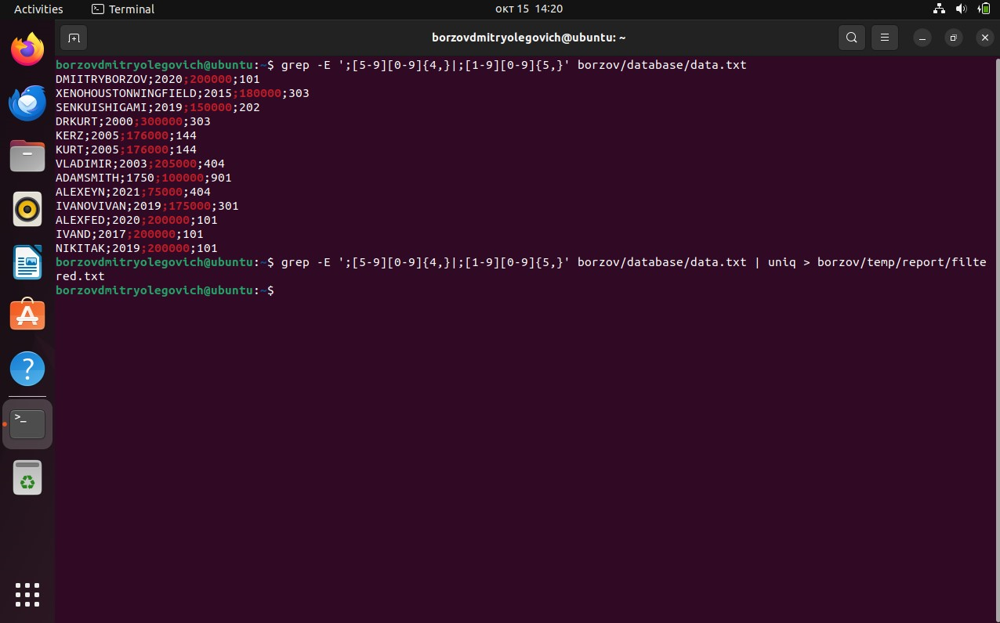 Activities
Terminal
окт 15 14:20
borzovdmitryolegovich@ubuntu: ~
borzovdmitryolegovich@ubuntu:~$ grep -E ';[5-9][0-9]{4,}|;[1-9][0-9]{5,}' borzov/database/data.txt
DMIITRYBORZOV;2020;200000;101
XENOHOUSTONWINGFIELD;2015;180000;303
SENKUISHIGAMI;2019;150000;202
DRKURT;2000;300000;303
KERZ;2005;176000;144
KURT;2005;176000;144
VLADIMIR;2003;205000;404
ADAMSMITH;1750;100000;901
ALEXEYN;2021;75000;404
IVANOVIVAN;2019;175000;301
ALEXFED;2020;200000;101
IVAND;2017;200000;101
NIKITAK;2019;200000;101
borzovdmitryolegovich@ubuntu:~$ grep -E ';[5-9][0-9]{4,}|;[1-9][0-9]{5,}' borzov/database/data.txt | uniq > borzov/temp/report/filte
red.txt
borzovdmitryolegovich@ubuntu:~$